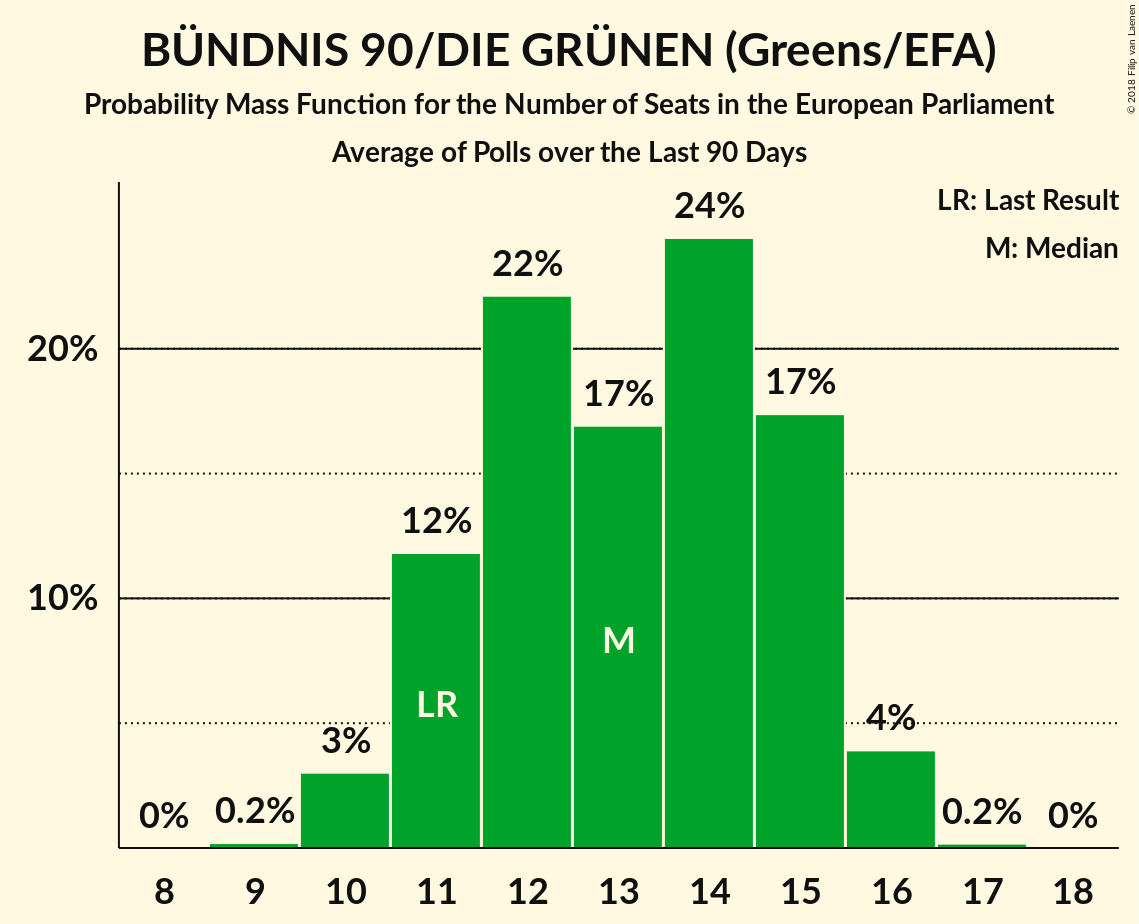 BÜNDNIS 90/DIE GRÜNEN (Greens/EFA)
Probability Mass Function for the Number of Seats in the European Parliament
Average of Polls over the Last 90 Days
© 2018 Filip van Laenen
LR: Last Result
M: Median
24%
22%
20%
17%
17%
12%
10%
M
LR
4%
3%
0%
0.2%
0.2%
0%
8 9 10 11 12 13 14 15 16 17 18